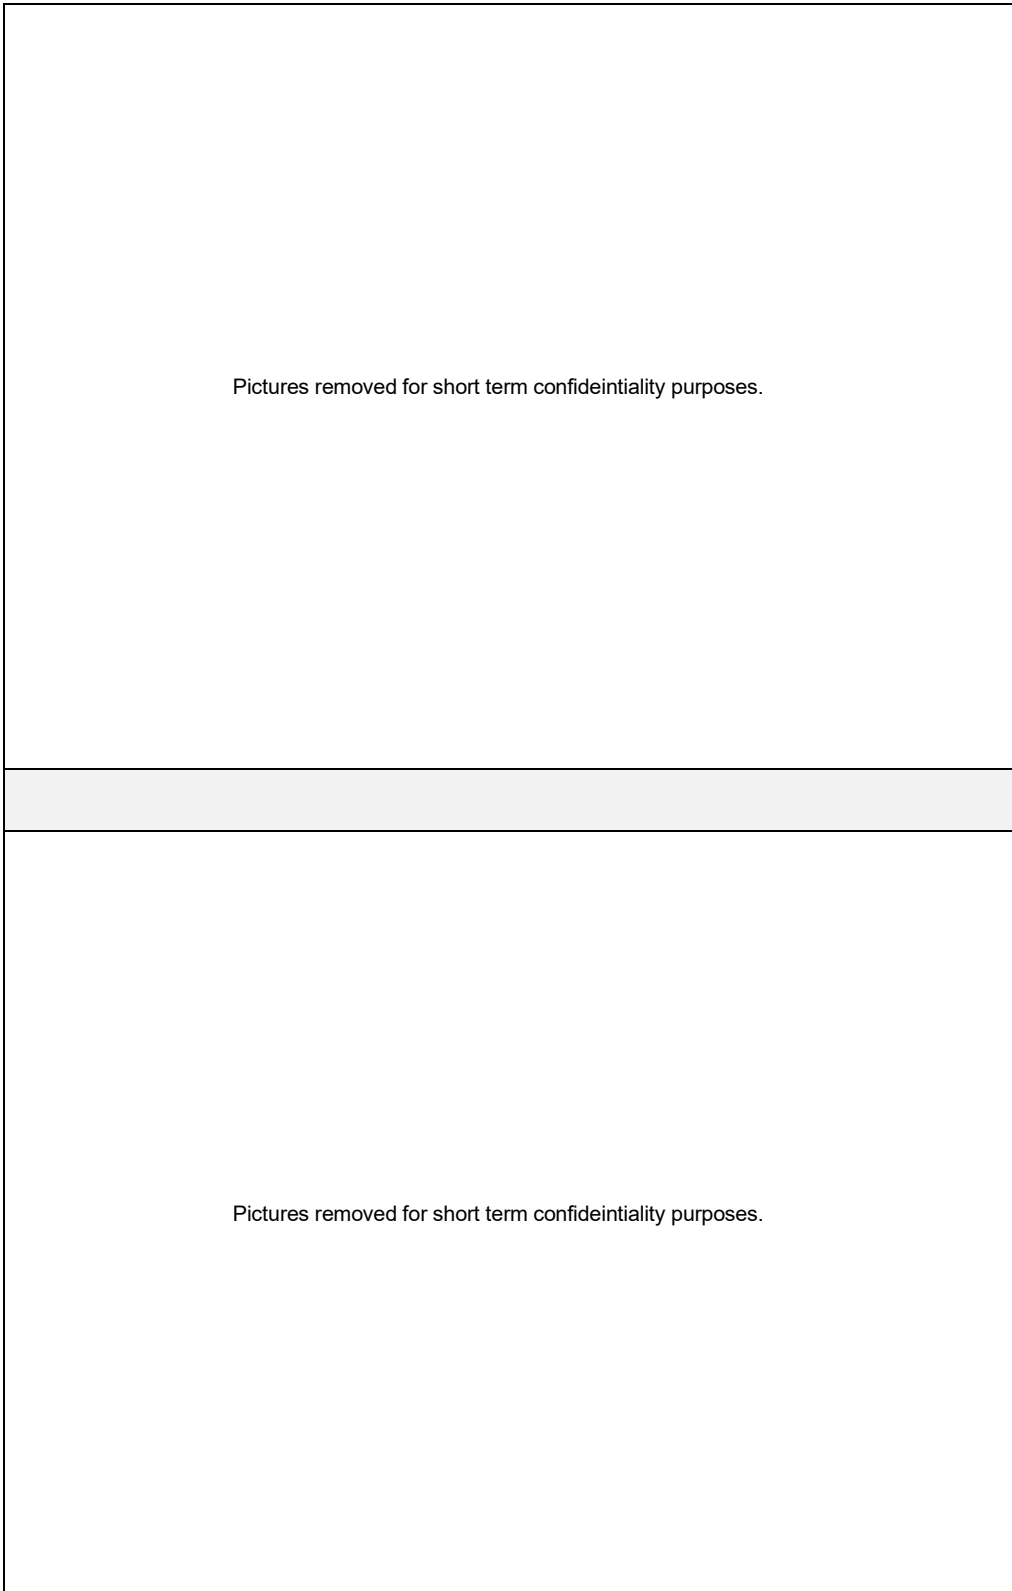 Pictures removed for short term confideintiality purposes.
Pictures removed for short term confideintiality purposes.